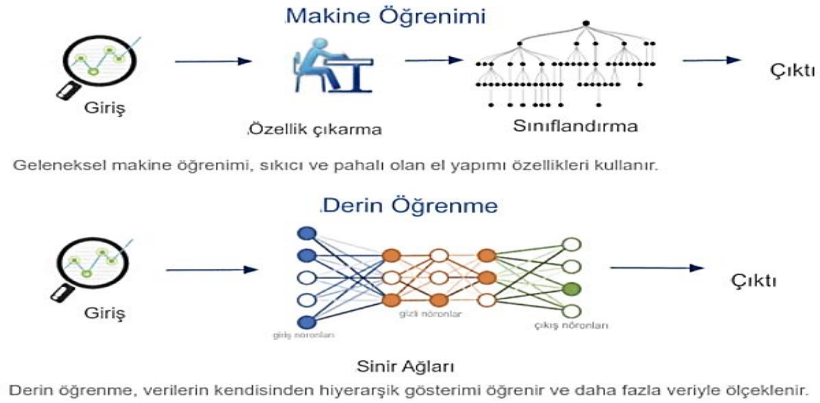 Makine Öğrenimi
Giriş
Özellik çıkarma
Sınıflandırma
Çıktı
Geleneksel makine öğrenimi, sıkıcı ve pahalı olan el yapımı özellikleri kullanır.
Derin Öğrenme
Giriş
giriş nöronları
gizli nöronlar
çıkış nöronları
Çıktı
Sinir Ağları
Derin öğrenme, verilerin kendisinden hiyerarşik gösterimi öğrenir ve daha fazla veriyle ölçeklenir.